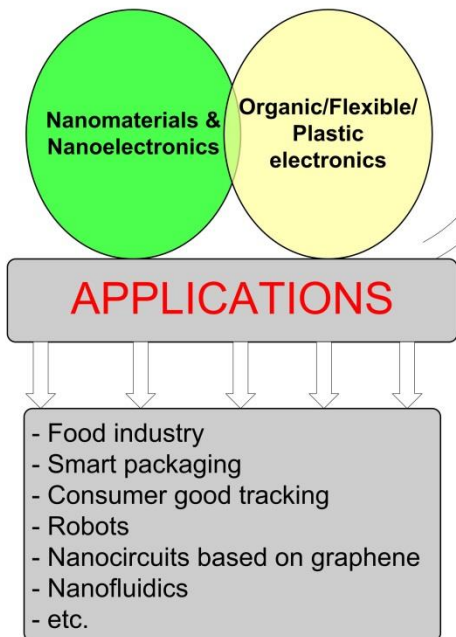 Nanomaterials &
Nanoelectronics
Organic/Flexible/
Plastic
electronics
APPLICATIONS
- Food industry
- Smart packaging
- Consumer good tracking
- Robots
- Nanocircuits based on graphene
- Nanofluidics
- etc.